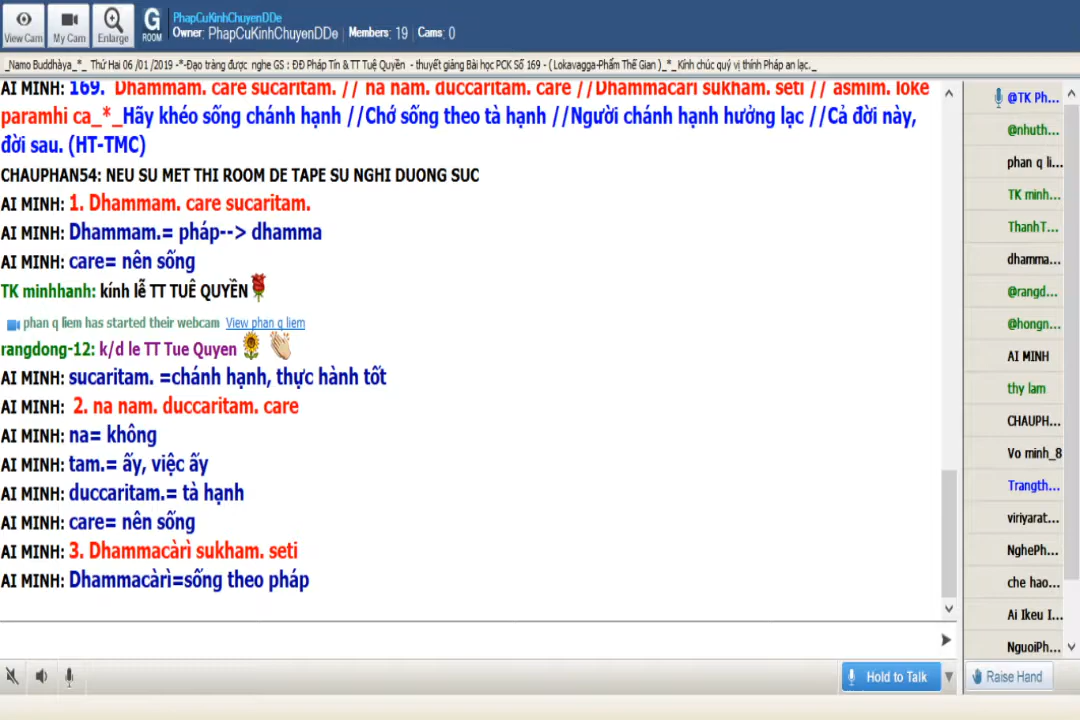 View Cam
My Cam
Enlarge
G ROOM
PhapCuKinhChuyenDDe
Owner: PhapCuKinhChuyenDDe | Members: 19 | Cams: 0
_Namo Buddhàya_*_ Thứ Hai 06 /01 /2019 -*-Đạo tràng được nghe GS : ĐĐ Pháp Tín & TT Tuệ Quyền - thuyết giảng Bài học PCK Số 169 - ( Lokavagga-Phẩm Thế Gian )_*_Kính chúc quý vị thính Pháp an lạc._
AI MINH: 169. Dhammam. care sucaritam. // na nam. duccaritam. care //Dhammacàrì sukham. seti // asmim. loke
paramhi ca_*_Hãy khéo sống chánh hạnh //Chớ sống theo tà hạnh //Người chánh hạnh hưởng lạc //Cả đời này,
đời sau. (HT-TMC)
CHAUPHAN54: NEU SU MET THI ROOM DE TAPE SU NGHI DUONG SUC
AI MINH: 1. Dhammam. care sucaritam.
AI MINH: Dhammam.= pháp--> dhamma
AI MINH: care= nên sống
TK minhhanh: kính lễ TT TUÊ QUYỀN
phan q liem has started their webcam View phan q liem
rangdong-12: k/d le TT Tue Quyen
AI MINH: sucaritam. =chánh hạnh, thực hành tốt
AI MINH: 2. na nam. duccaritam. care
AI MINH: na= không
AI MINH: tam.= ấy, việc ấy
AI MINH: duccaritam.= tà hạnh
AI MINH: care= nên sống
AI MINH: 3. Dhammacàrì sukham. seti
AI MINH: Dhammacàrì=sống theo pháp
@TK Ph...
@nhuth...
phan q li...
TK minh...
ThanhT...
dhamma...
@rangd...
@hongn...
AI MINH
thy lam
CHAUPH...
Vo minh_8
Trangth...
viriyarat...
NghePh...
che hao...
Ai Ikeu I...
NguoiPh...
Hold to Talk
Raise Hand